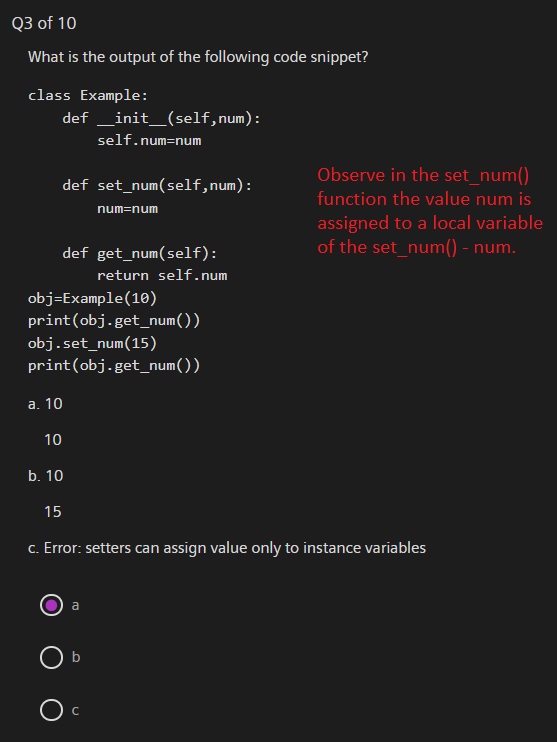 Q3 of 10
What is the output of the following code snippet?
class Example:
    def __init__(self,num):
        self.num=num
    def set_num(self,num):
        num=num
    def get_num(self):
        return self.num
obj=Example(10)
print(obj.get_num())
obj.set_num(15)
print(obj.get_num())
Observe in the set_num()
function the value num is
assigned to a local variable
of the set_num() - num.
a. 10
10
b. 10
15
c. Error: setters can assign value only to instance variables
a
b
c